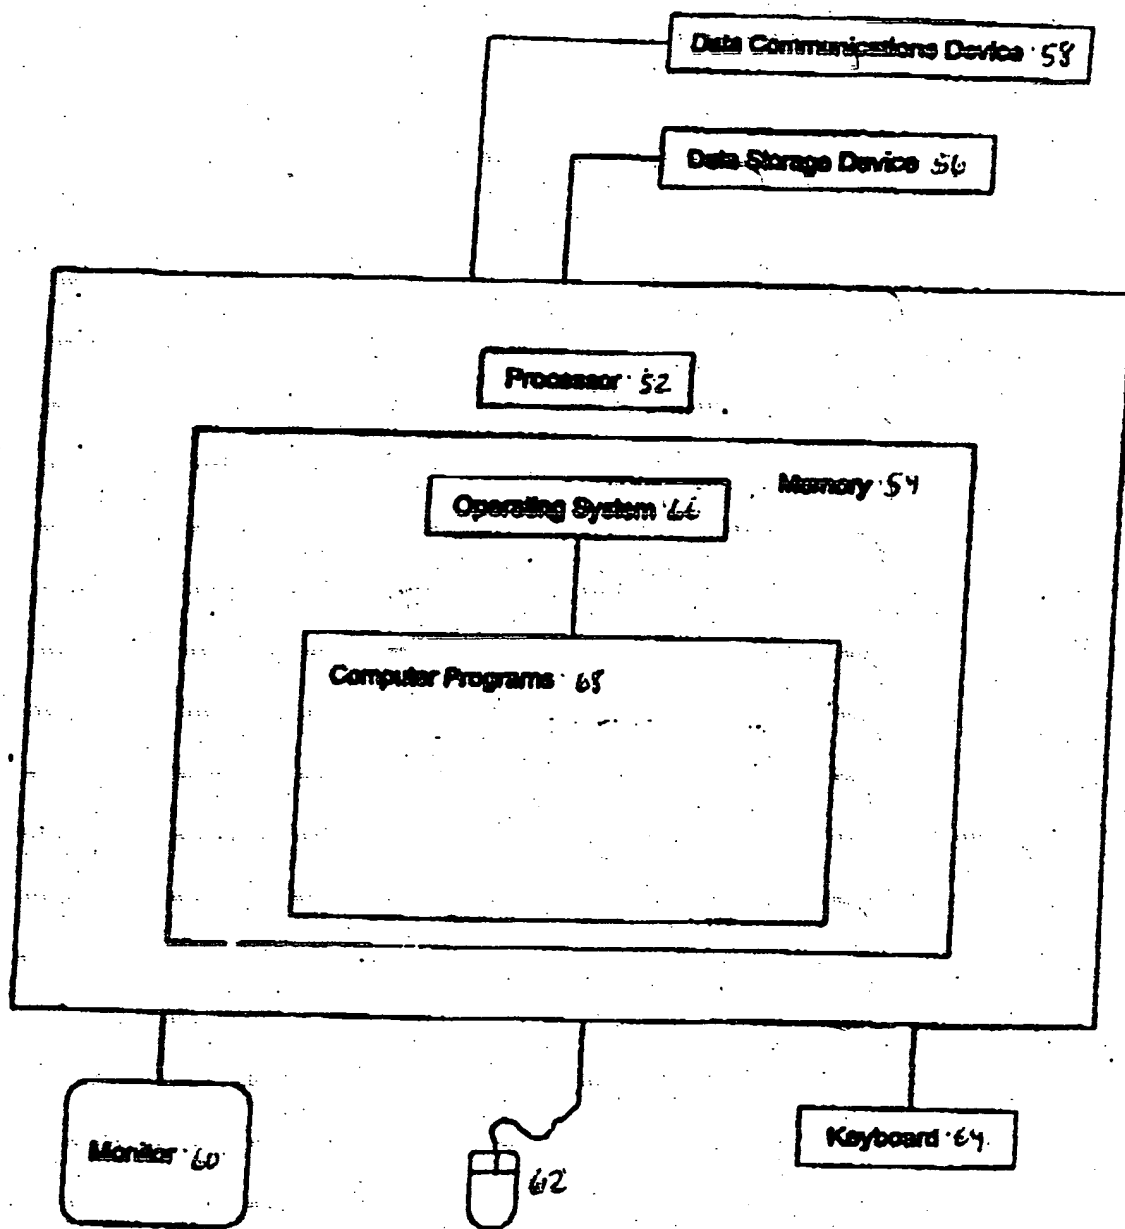 Data Communications Device 58
Data Storage Device 56
Processor 52
Memory 54
Operating System 66
Computer Programs 68
Monitor 60
62
Keyboard 64